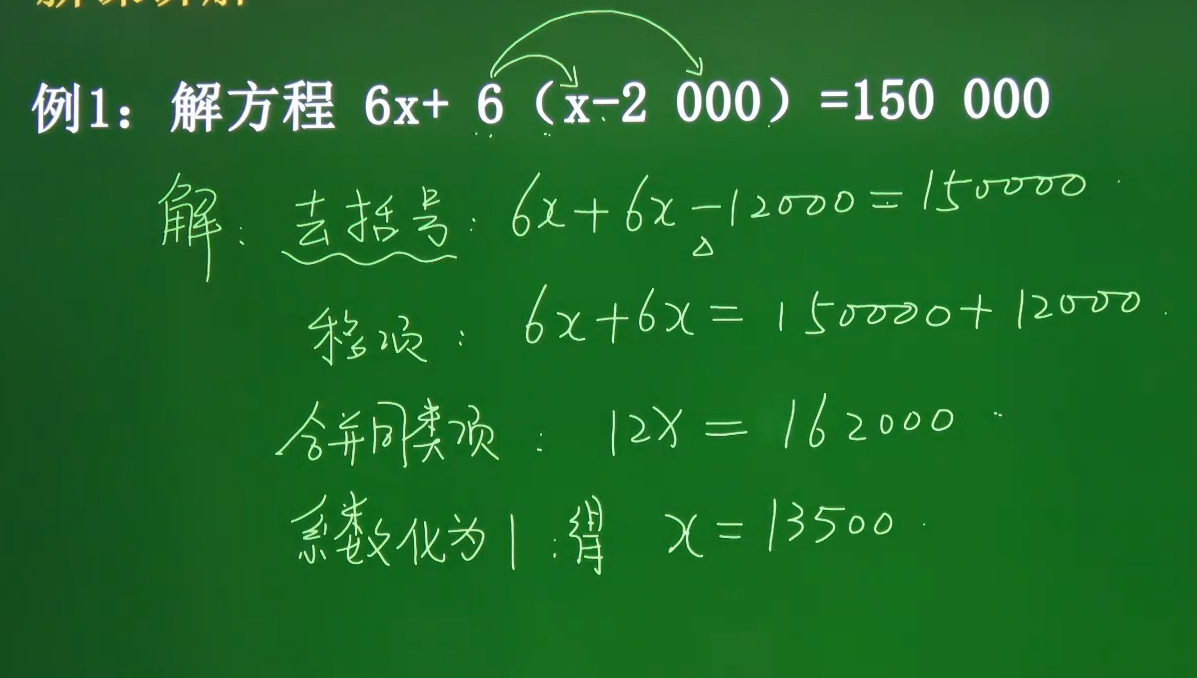 例1：解方程 6x+ 6（x-2 000）=150 000
解: 去括号: 6x+6x-12000=150000
移项: 6x+6x=150000+12000.
合并同类项: 12x=162000
系数化为1:得 x=13500.